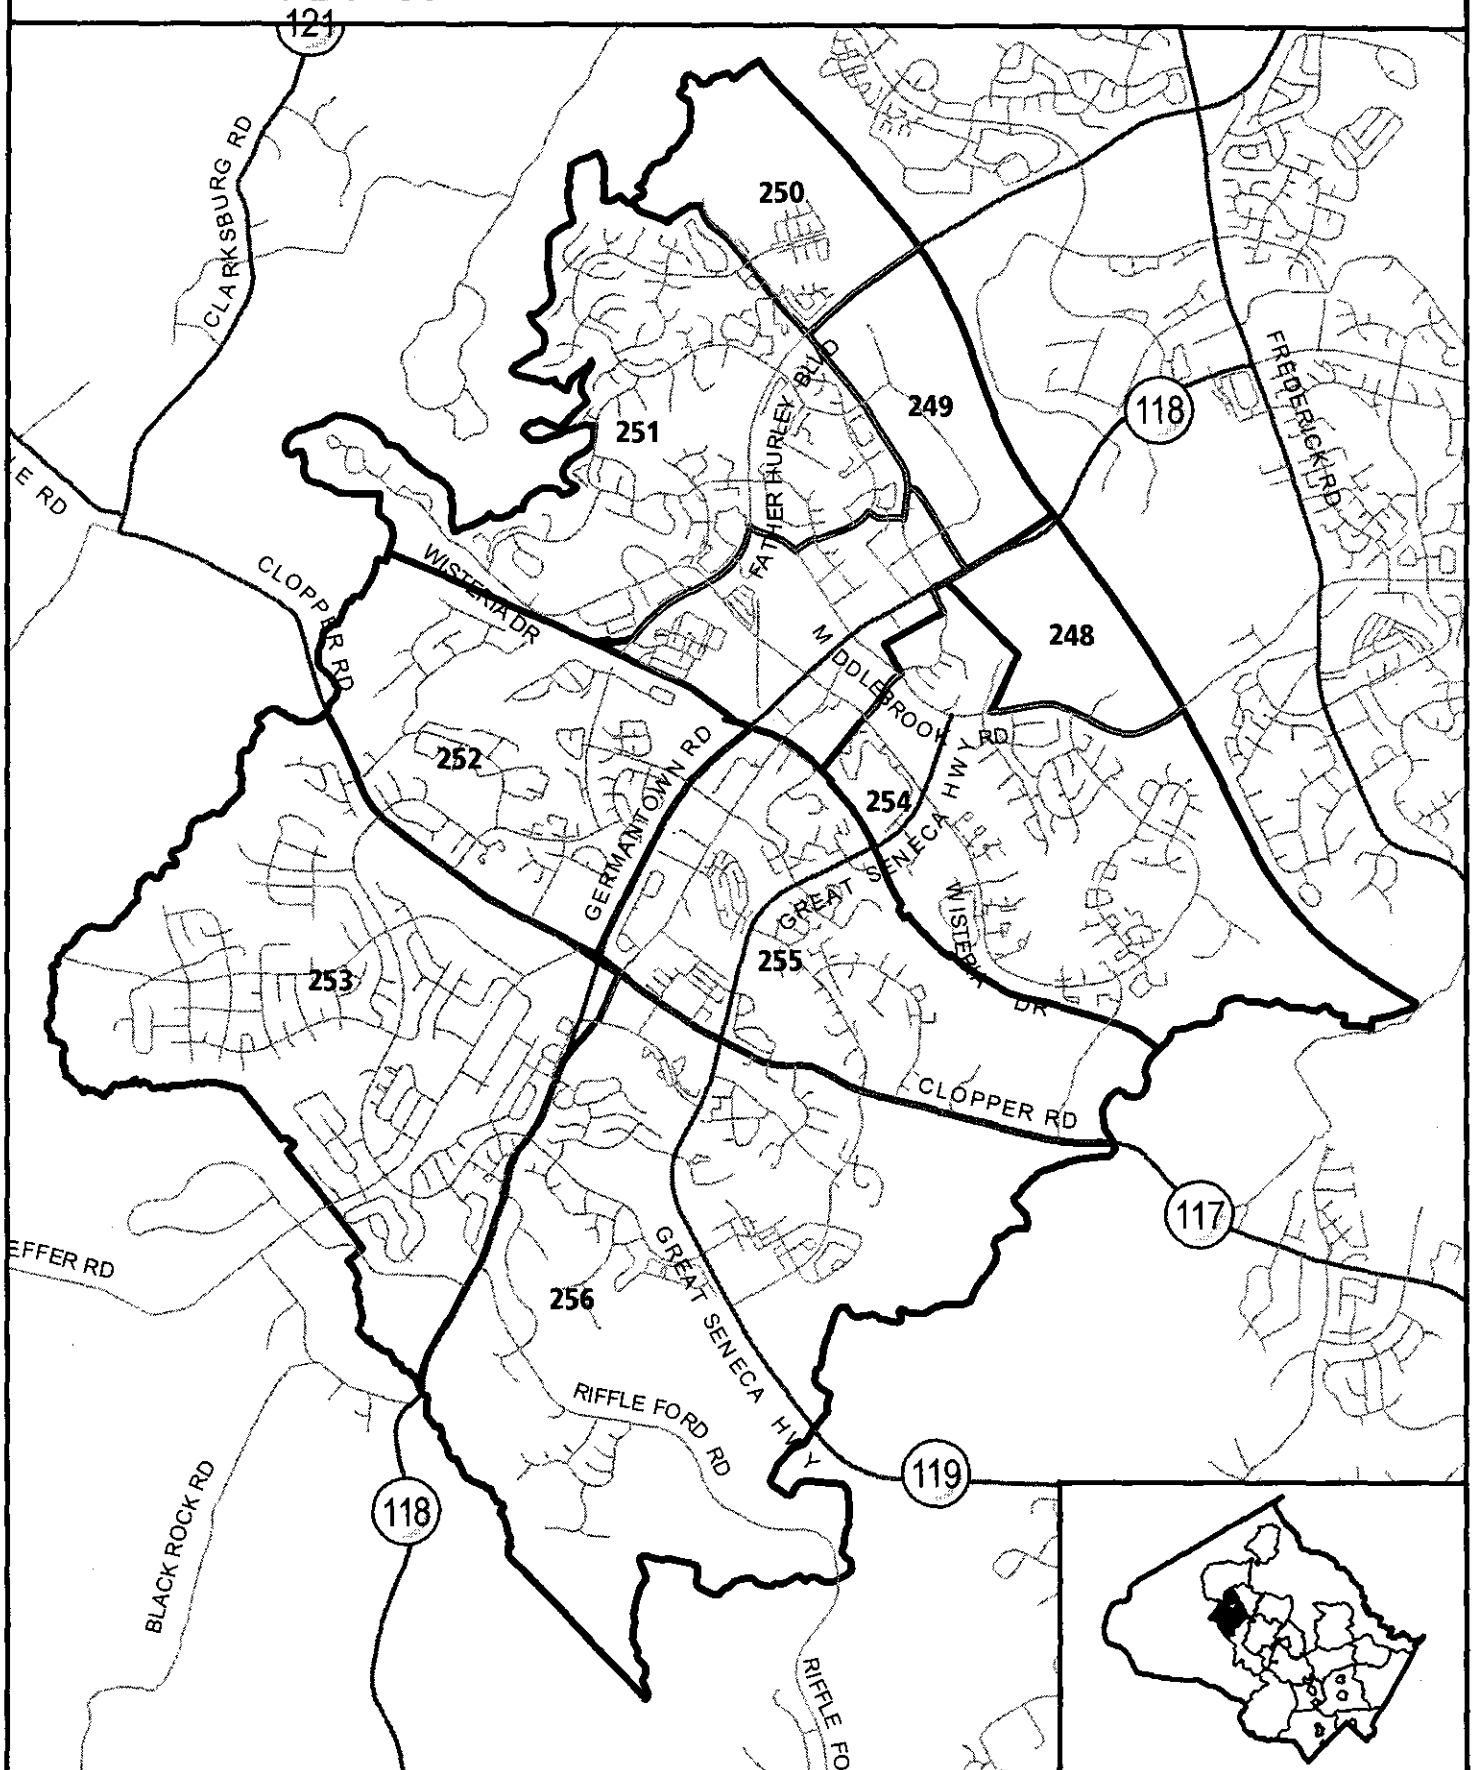 121
CLARKSBURG RD
250
249
118
FREDERICK RD
251
FATHER HURLEY BLVD
LE RD
CLOPPER RD
WISTERIA DR
248
MIDDLEBROOK RD
252
GERMANTOWN RD
254
GREAT SENECA HWY
WISTERIA DR
255
253
CLOPPER RD
117
EFFER RD
256
GREAT SENECA HWY
RIFFLE FORD RD
119
118
BLACK ROCK RD
RIFFLE FO